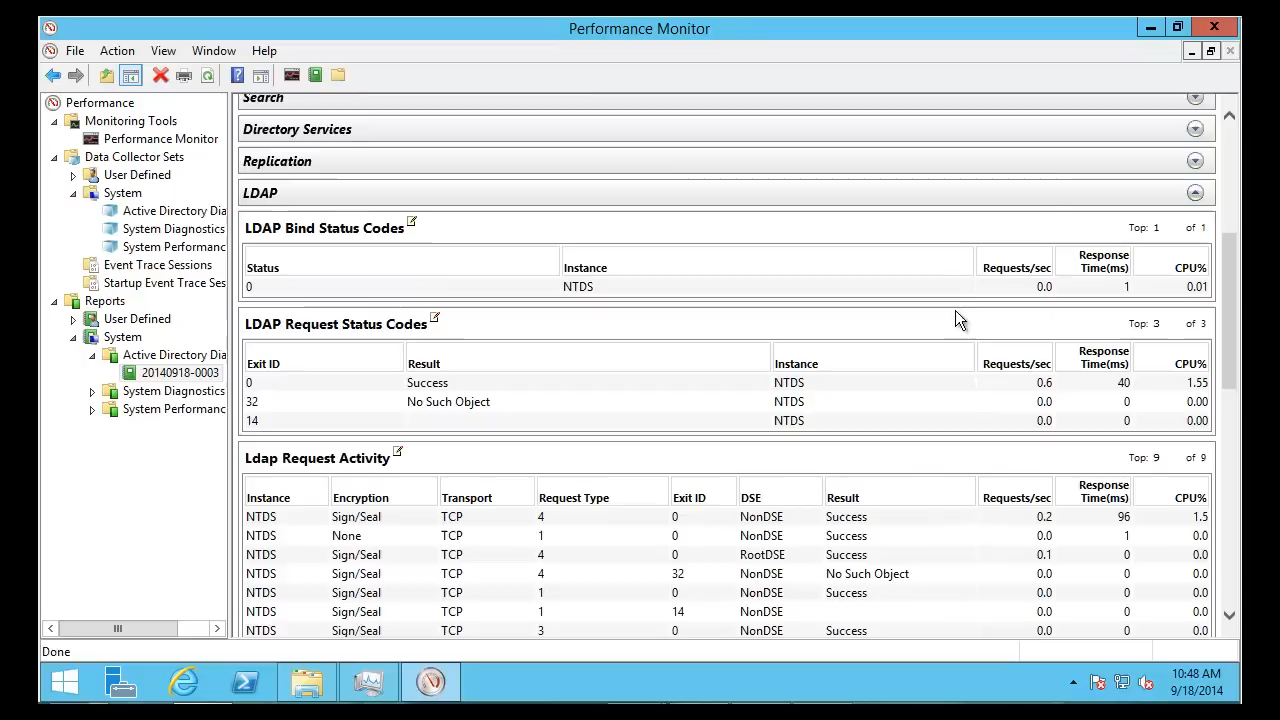 Performance Monitor
File Action View Window Help
Performance
Monitoring Tools
Performance Monitor
Data Collector Sets
User Defined
System
Active Directory Dia
System Diagnostics
System Performanc
Event Trace Sessions
Startup Event Trace Ses
Reports
User Defined
System
Active Directory Dia
20140918-0003
System Diagnostics
System Performanc
Search
Directory Services
Replication
LDAP
LDAP Bind Status Codes Top: 1 of 1
Status Instance Requests/sec Response Time(ms) CPU%
0 NTDS 0.0 1 0.01
LDAP Request Status Codes Top: 3 of 3
Exit ID Result Instance Requests/sec Response Time(ms) CPU%
0 Success NTDS 0.6 40 1.55
32 No Such Object NTDS 0.0 0 0.00
14 NTDS 0.0 0 0.00
Ldap Request Activity Top: 9 of 9
Instance Encryption Transport Request Type Exit ID DSE Result Requests/sec Response Time(ms) CPU%
NTDS Sign/Seal TCP 4 0 NonDSE Success 0.2 96 1.5
NTDS None TCP 1 0 NonDSE Success 0.0 1 0.0
NTDS Sign/Seal TCP 4 0 RootDSE Success 0.1 0 0.0
NTDS Sign/Seal TCP 4 32 NonDSE No Such Object 0.0 0 0.0
NTDS Sign/Seal TCP 1 0 NonDSE Success 0.0 0 0.0
NTDS Sign/Seal TCP 1 14 NonDSE 0.0 0 0.0
NTDS Sign/Seal TCP 3 0 NonDSE Success 0.0 0 0.0
Done
10:48 AM
9/18/2014